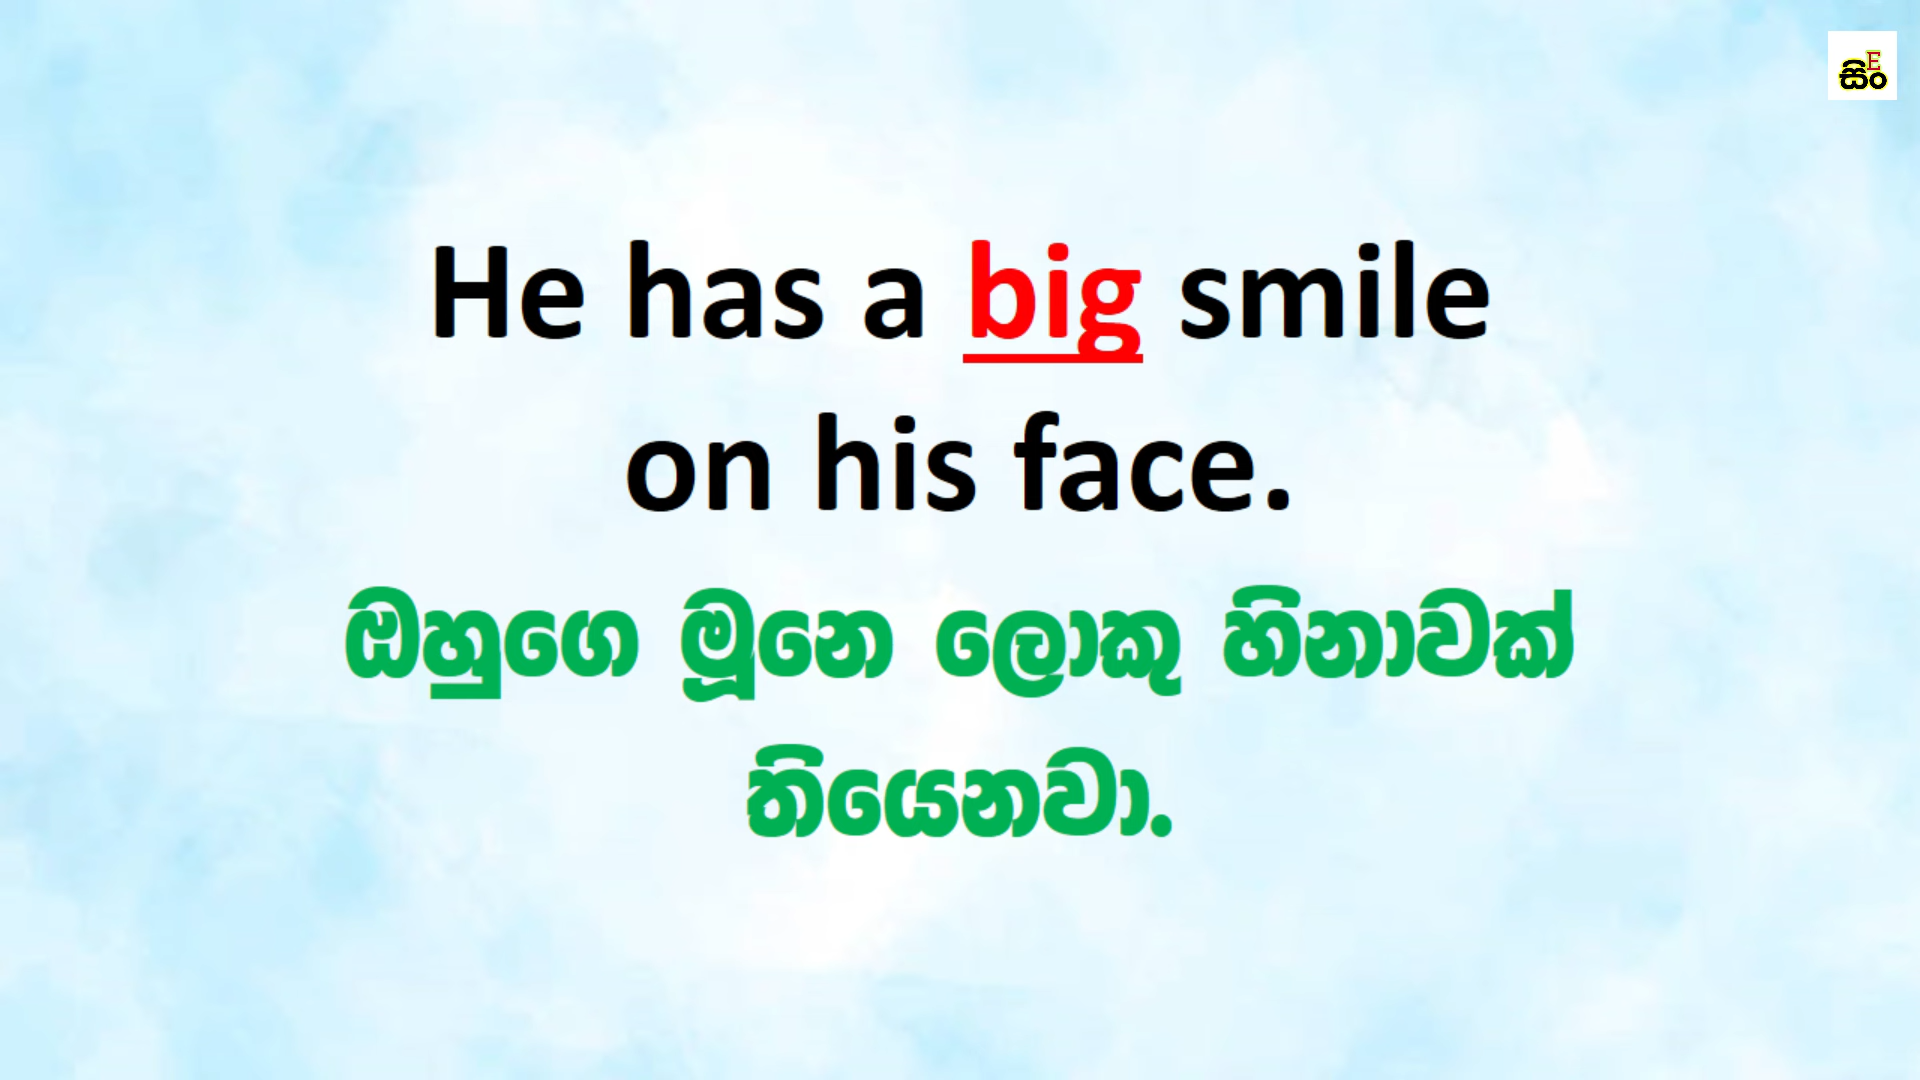 සිං
E
He has a big smile
on his face.
ඔහුගෙ මූනෙ ලොකු හිනාවක්
තියෙනවා.